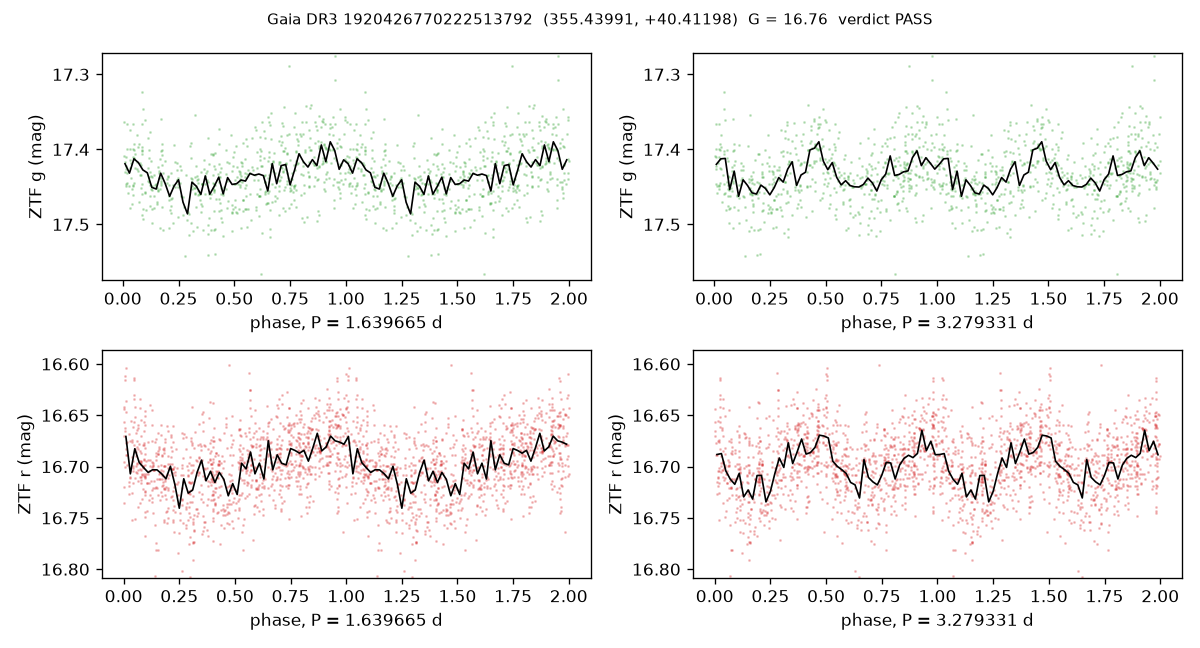 Gaia DR3 1920426770222513792 (355.43991, +40.41198) G = 16.76 verdict PASS
ZTF g (mag)
17.3
17.4
17.5
0.00 0.25 0.50 0.75 1.00 1.25 1.50 1.75 2.00
phase, P = 1.639665 d
ZTF g (mag)
17.3
17.4
17.5
0.00 0.25 0.50 0.75 1.00 1.25 1.50 1.75 2.00
phase, P = 3.279331 d
ZTF r (mag)
16.60
16.65
16.70
16.75
16.80
0.00 0.25 0.50 0.75 1.00 1.25 1.50 1.75 2.00
phase, P = 1.639665 d
ZTF r (mag)
16.60
16.65
16.70
16.75
16.80
0.00 0.25 0.50 0.75 1.00 1.25 1.50 1.75 2.00
phase, P = 3.279331 d